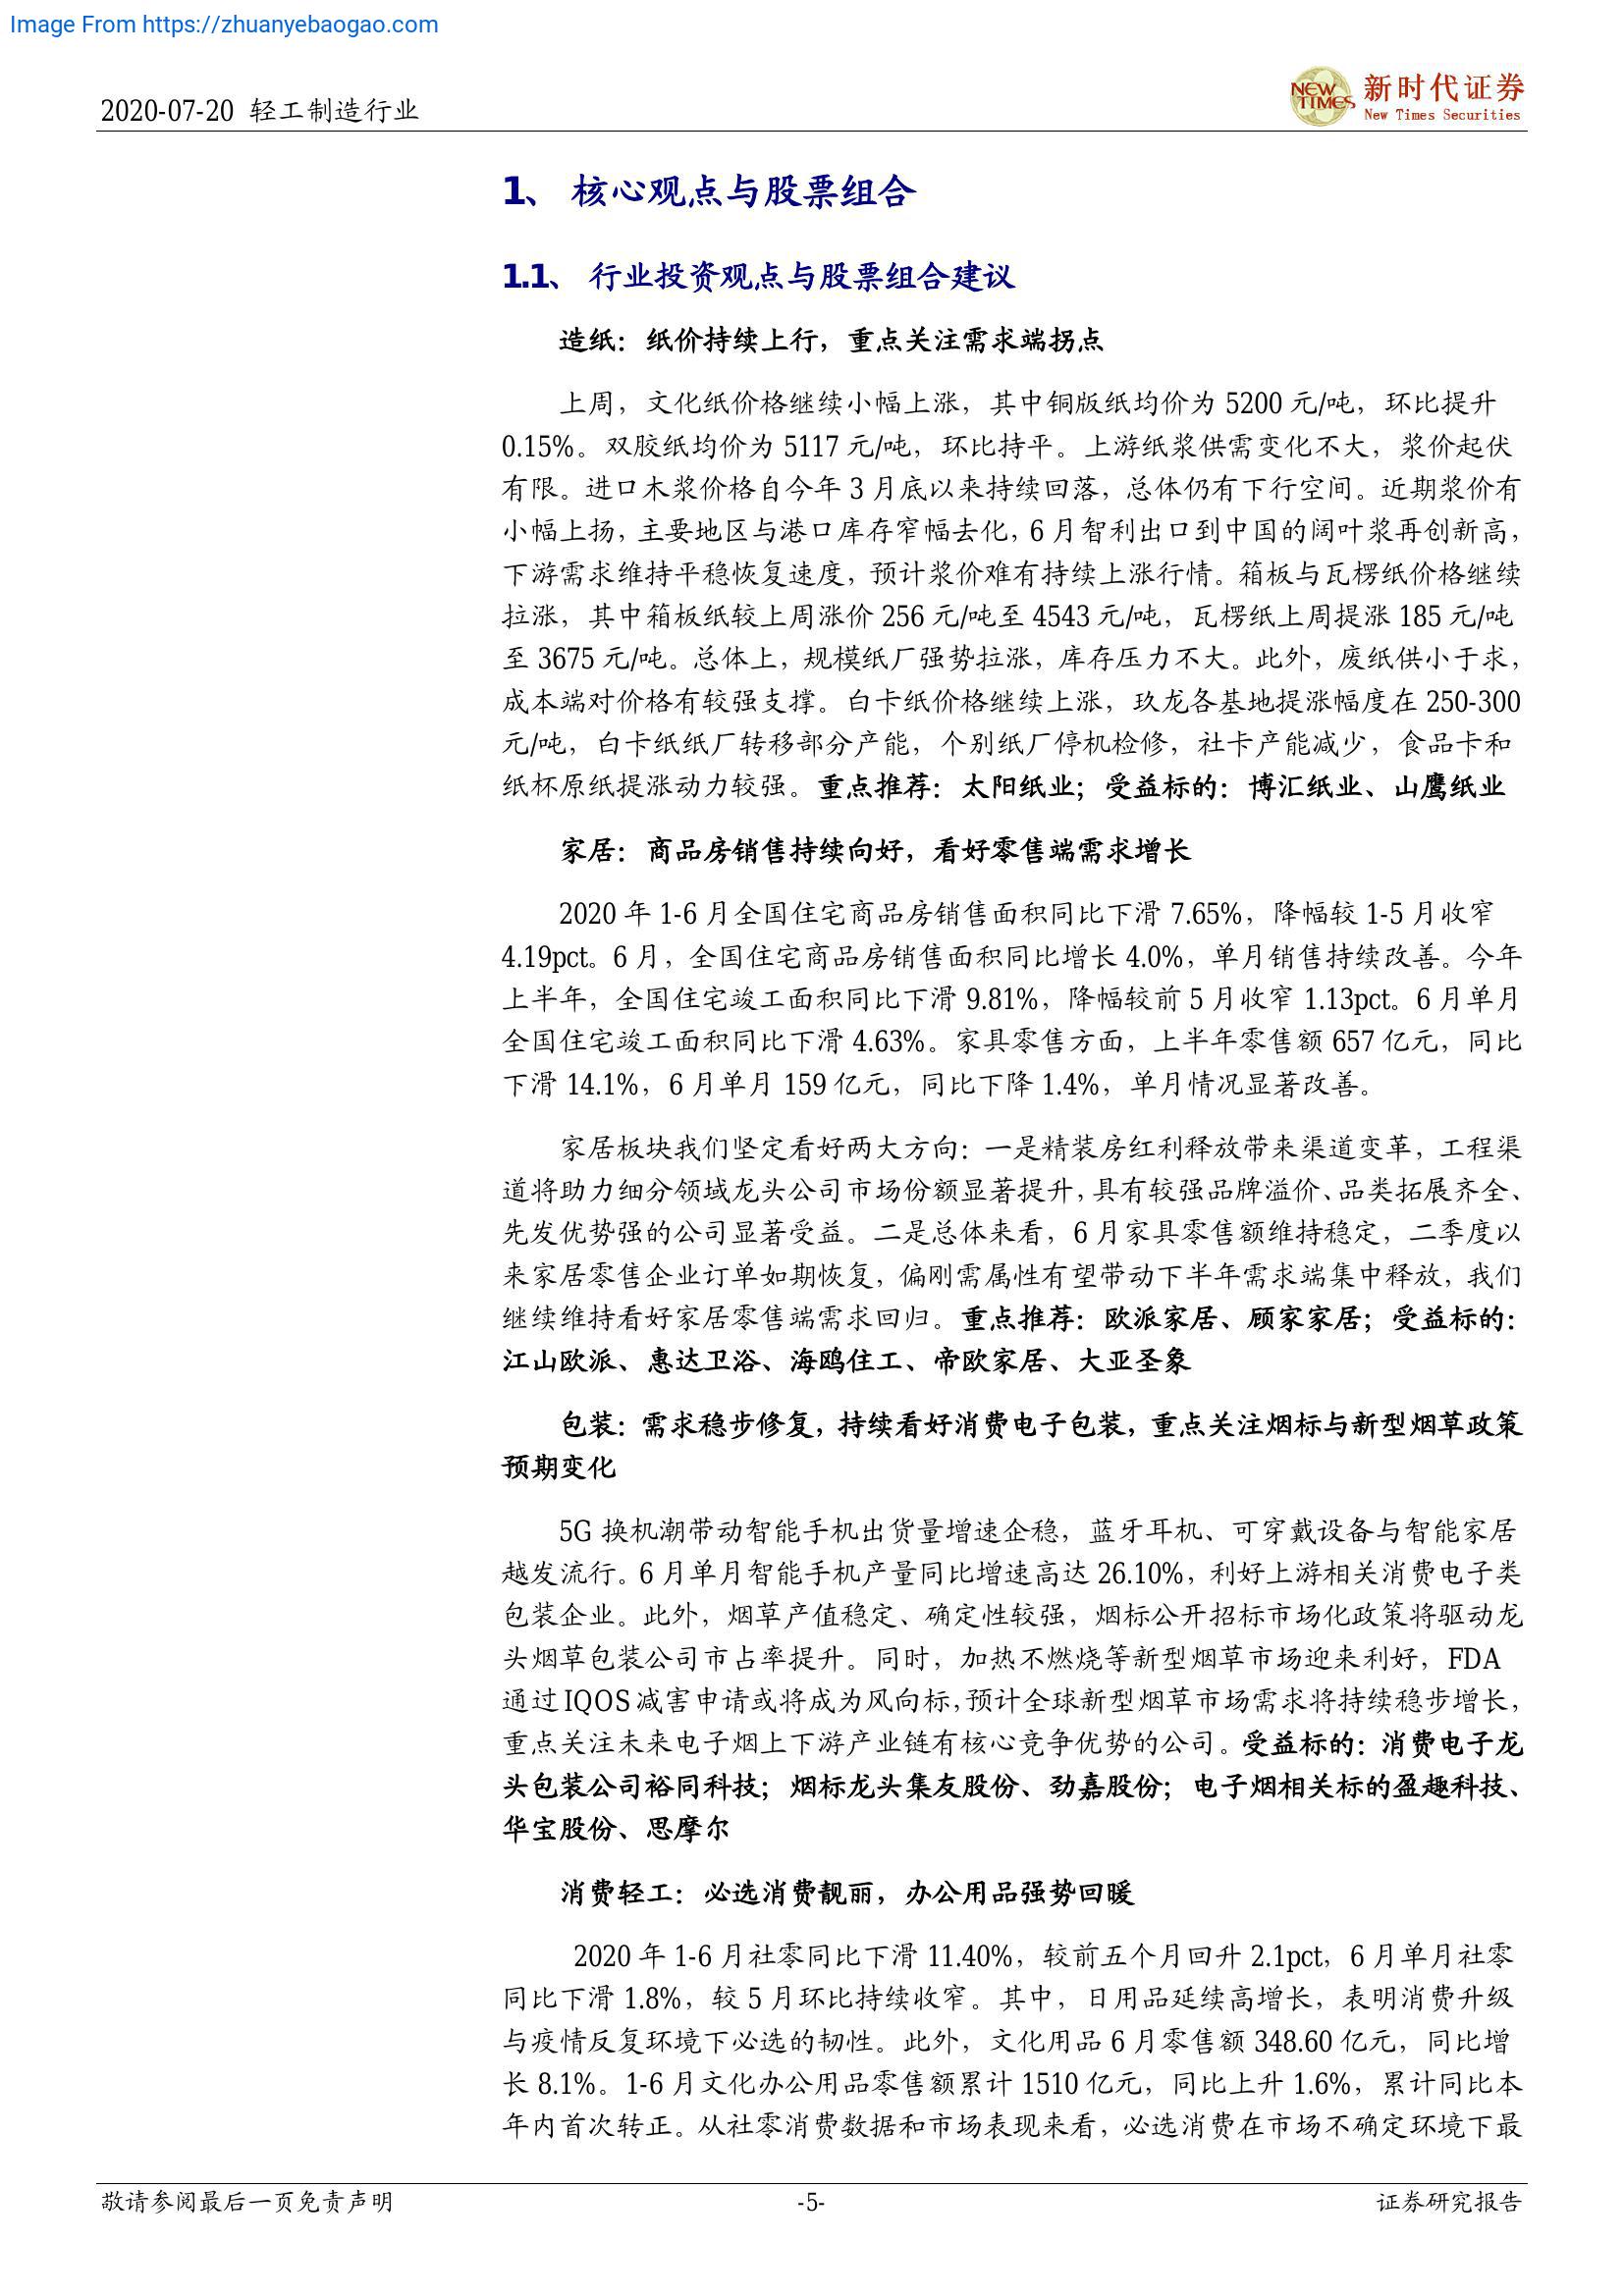 Image From https://zhuanyebaogao.com
2020-07-20 轻工制造行业
NEW TIMES
新时代证券
New Times Securities
1、 核心观点与股票组合
1.1、 行业投资观点与股票组合建议
造纸：纸价持续上行，重点关注需求端拐点
上周，文化纸价格继续小幅上涨，其中铜版纸均价为 5200 元/吨，环比提升
0.15%。双胶纸均价为 5117 元/吨，环比持平。上游纸浆供需变化不大，浆价起伏
有限。进口木浆价格自今年 3 月底以来持续回落，总体仍有下行空间。近期浆价有
小幅上扬，主要地区与港口库存窄幅去化，6 月智利出口到中国的阔叶浆再创新高，
下游需求维持平稳恢复速度，预计浆价难有持续上涨行情。箱板与瓦楞纸价格继续
拉涨，其中箱板纸较上周涨价 256 元/吨至 4543 元/吨，瓦楞纸上周提涨 185 元/吨
至 3675 元/吨。总体上，规模纸厂强势拉涨，库存压力不大。此外，废纸供小于求，
成本端对价格有较强支撑。白卡纸价格继续上涨，玖龙各基地提涨幅度在 250-300
元/吨，白卡纸纸厂转移部分产能，个别纸厂停机检修，社卡产能减少，食品卡和
纸杯原纸提涨动力较强。重点推荐：太阳纸业；受益标的：博汇纸业、山鹰纸业
家居：商品房销售持续向好，看好零售端需求增长
2020 年 1-6 月全国住宅商品房销售面积同比下滑 7.65%，降幅较 1-5 月收窄
4.19pct。6 月，全国住宅商品房销售面积同比增长 4.0%，单月销售持续改善。今年
上半年，全国住宅竣工面积同比下滑 9.81%，降幅较前 5 月收窄 1.13pct。6 月单月
全国住宅竣工面积同比下滑 4.63%。家具零售方面，上半年零售额 657 亿元，同比
下滑 14.1%，6 月单月 159 亿元，同比下降 1.4%，单月情况显著改善。
家居板块我们坚定看好两大方向：一是精装房红利释放带来渠道变革，工程渠
道将助力细分领域龙头公司市场份额显著提升，具有较强品牌溢价、品类拓展齐全、
先发优势强的公司显著受益。二是总体来看，6 月家具零售额维持稳定，二季度以
来家居零售企业订单如期恢复，偏刚需属性有望带动下半年需求端集中释放，我们
继续维持看好家居零售端需求回归。重点推荐：欧派家居、顾家家居；受益标的：
江山欧派、惠达卫浴、海鸥住工、帝欧家居、大亚圣象
包装：需求稳步修复，持续看好消费电子包装，重点关注烟标与新型烟草政策
预期变化
5G 换机潮带动智能手机出货量增速企稳，蓝牙耳机、可穿戴设备与智能家居
越发流行。6 月单月智能手机产量同比增速高达 26.10%，利好上游相关消费电子类
包装企业。此外，烟草产值稳定、确定性较强，烟标公开招标市场化政策将驱动龙
头烟草包装公司市占率提升。同时，加热不燃烧等新型烟草市场迎来利好，FDA
通过 IQOS 减害申请或将成为风向标，预计全球新型烟草市场需求将持续稳步增长，
重点关注未来电子烟上下游产业链有核心竞争优势的公司。受益标的：消费电子龙
头包装公司裕同科技；烟标龙头集友股份、劲嘉股份；电子烟相关标的盈趣科技、
华宝股份、思摩尔
消费轻工：必选消费靓丽，办公用品强势回暖
2020 年 1-6 月社零同比下滑 11.40%，较前五个月回升 2.1pct，6 月单月社零
同比下滑 1.8%，较 5 月环比持续收窄。其中，日用品延续高增长，表明消费升级
与疫情反复环境下必选的韧性。此外，文化用品 6 月零售额 348.60 亿元，同比增
长 8.1%。1-6 月文化办公用品零售额累计 1510 亿元，同比上升 1.6%，累计同比本
年内首次转正。从社零消费数据和市场表现来看，必选消费在市场不确定环境下最
敬请参阅最后一页免责声明
-5-
证券研究报告